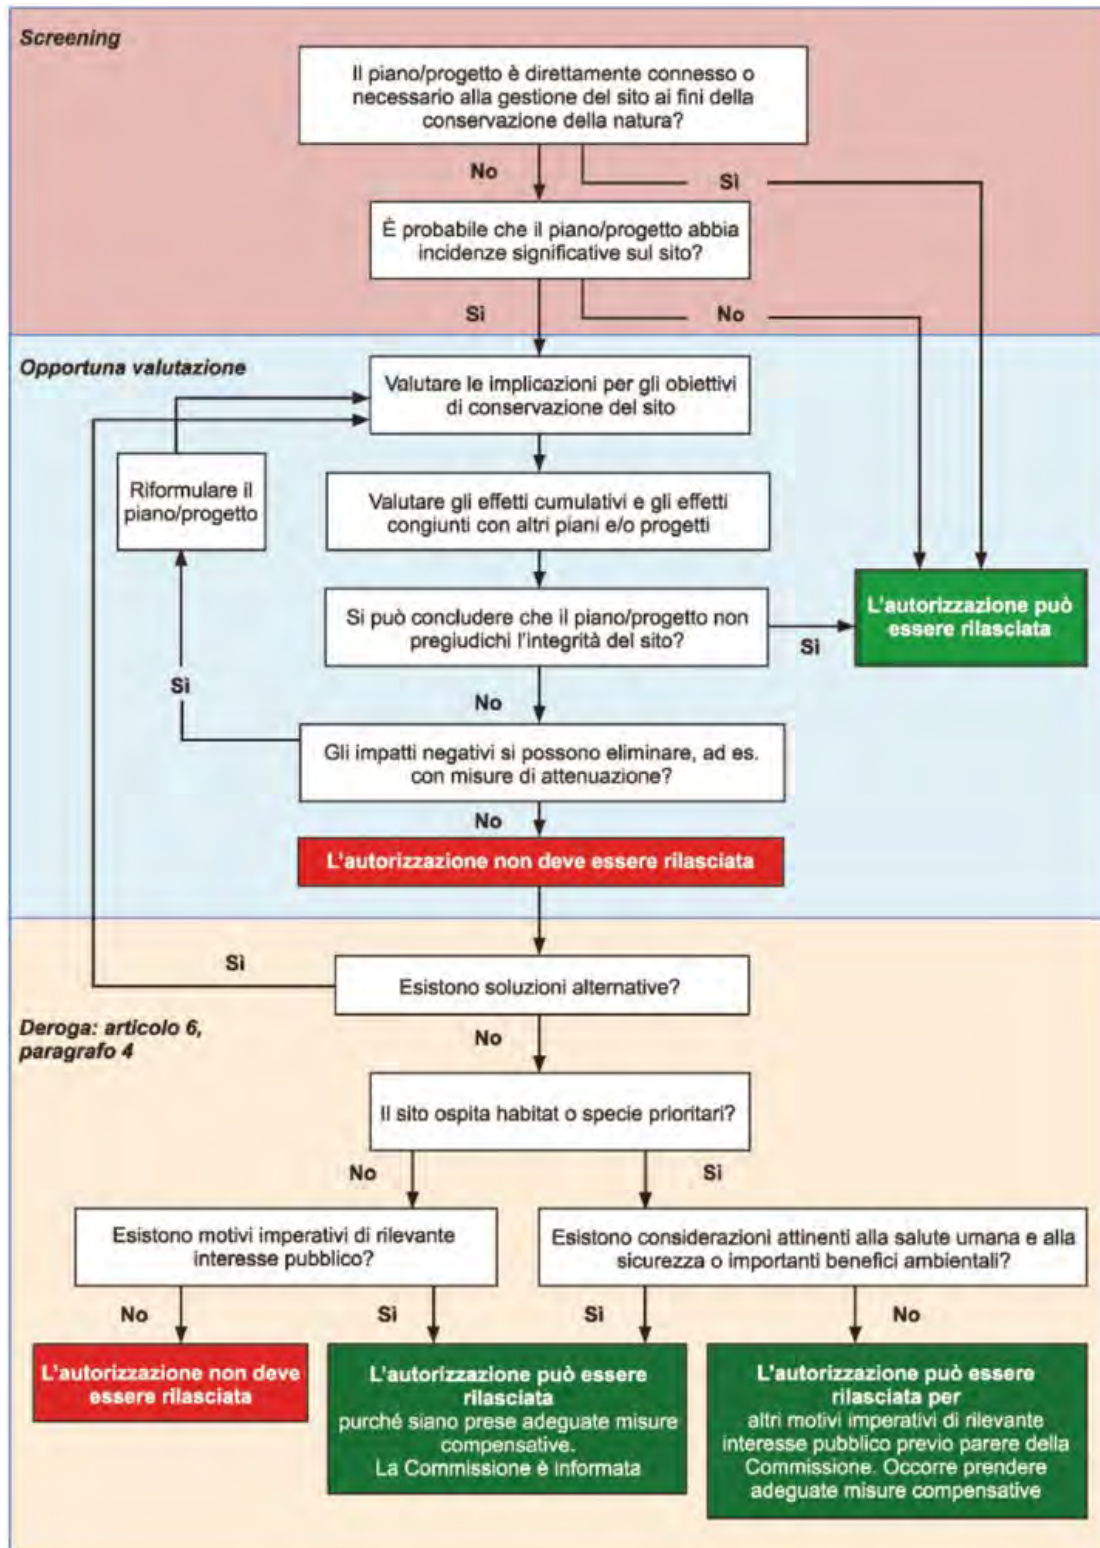 Screening
Il piano/progetto è direttamente connesso o
necessario alla gestione del sito ai fini della
conservazione della natura?
No
Sì
È probabile che il piano/progetto abbia
incidenze significative sul sito?
Sì
No
Opportuna valutazione
Valutare le implicazioni per gli obiettivi
di conservazione del sito
Riformulare il
piano/progetto
Valutare gli effetti cumulativi e gli effetti
congiunti con altri piani e/o progetti
Si può concludere che il piano/progetto non
pregiudichi l'integrità del sito?
Sì
L'autorizzazione può
essere rilasciata
Sì
No
Gli impatti negativi si possono eliminare, ad es.
con misure di attenuazione?
No
L'autorizzazione non deve essere rilasciata
Sì
Esistono soluzioni alternative?
Deroga: articolo 6,
paragrafo 4
No
Il sito ospita habitat o specie prioritari?
No
Sì
Esistono motivi imperativi di rilevante
interesse pubblico?
Esistono considerazioni attinenti alla salute umana e alla
sicurezza o importanti benefici ambientali?
No
Sì
Sì
No
L'autorizzazione non deve
essere rilasciata
L'autorizzazione può essere
rilasciata
purché siano prese adeguate misure
compensative.
La Commissione è informata
L'autorizzazione può essere
rilasciata per
altri motivi imperativi di rilevante
interesse pubblico previo parere della
Commissione. Occorre prendere
adeguate misure compensative